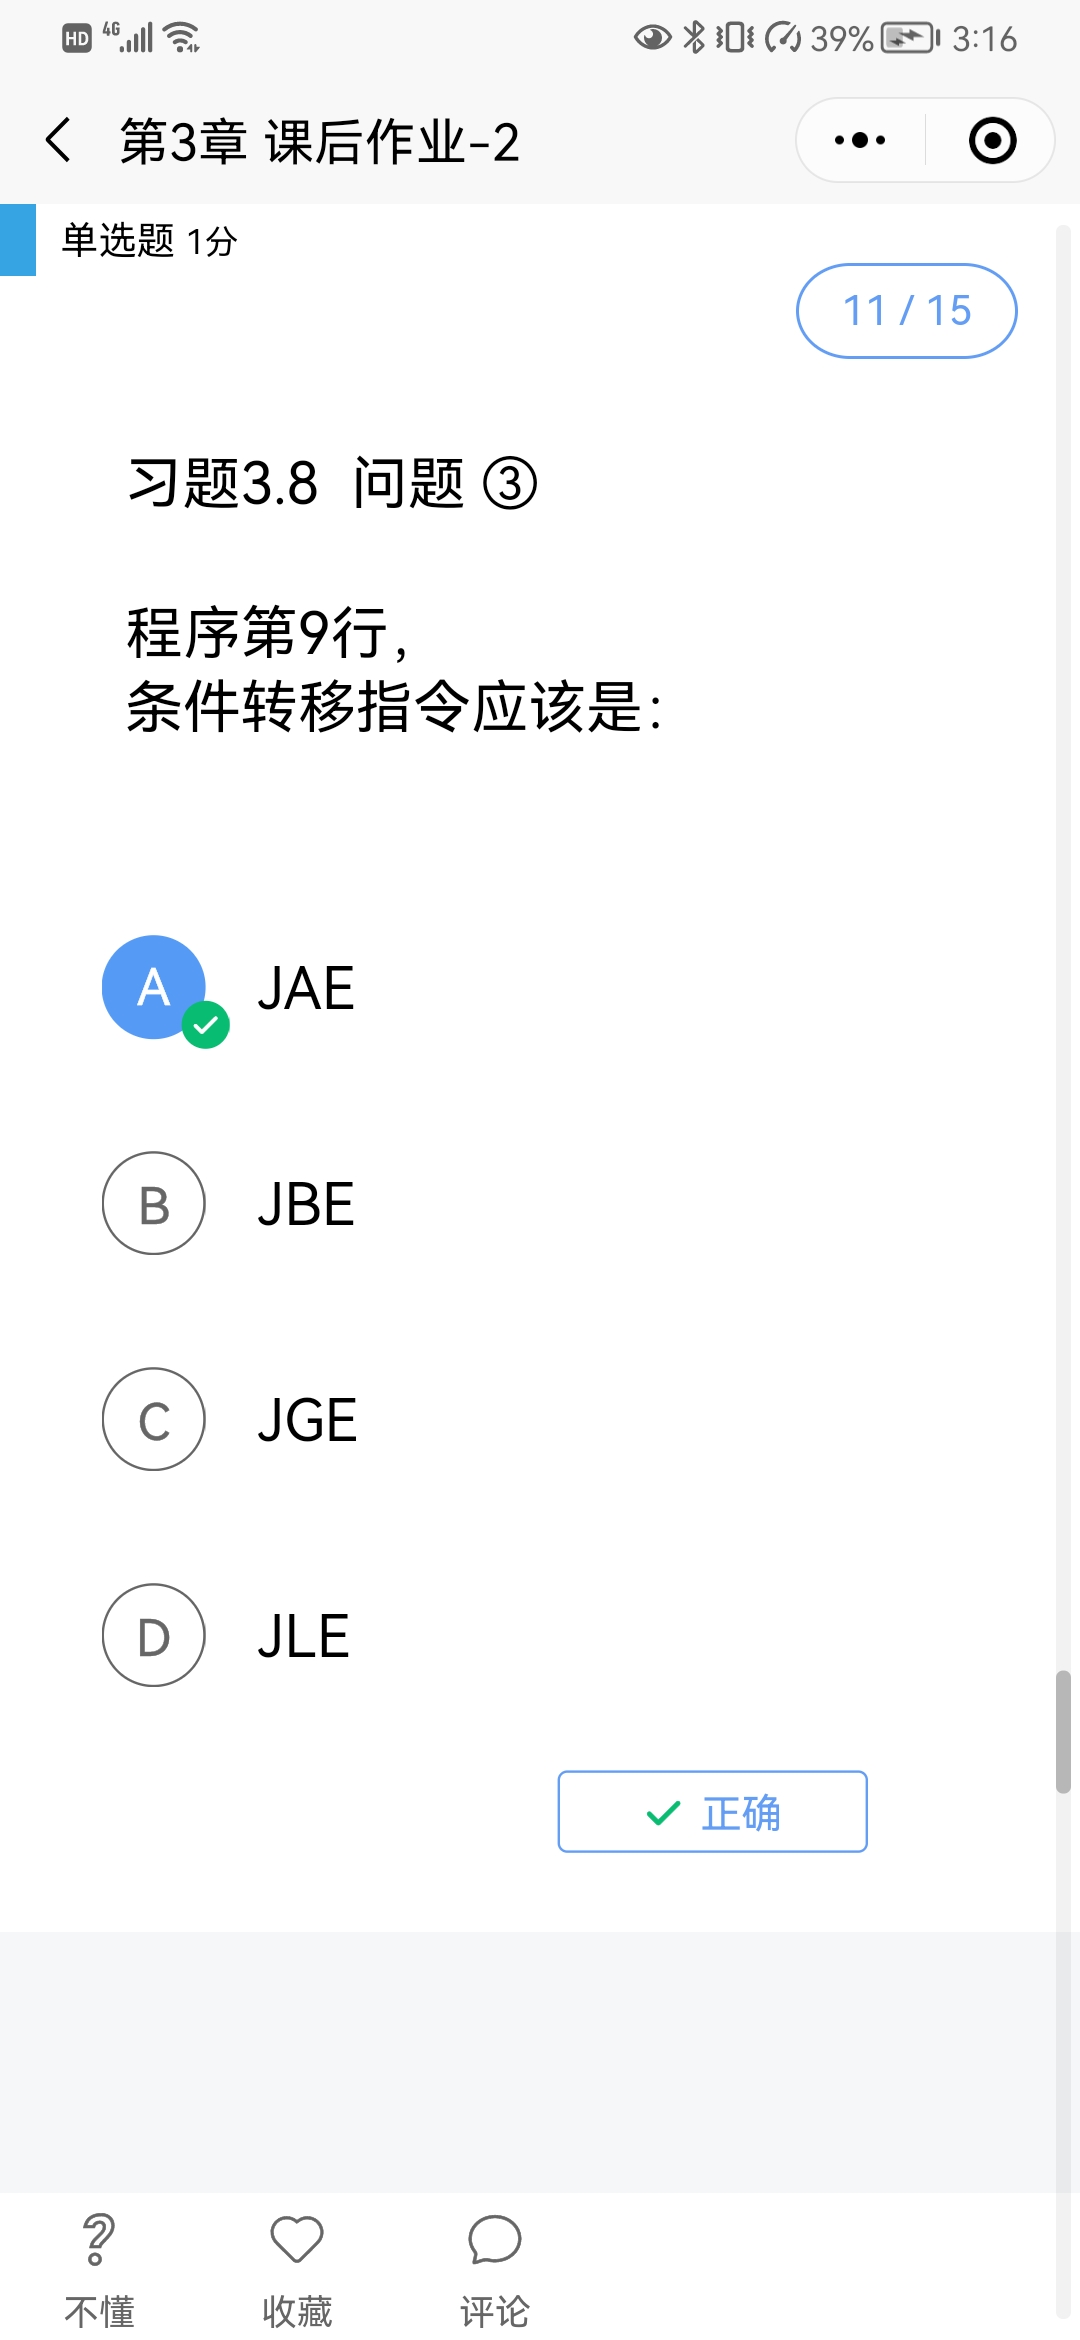 HD 4G 39% 3:16
第3章 课后作业-2
单选题 1分
11 / 15
习题3.8 问题 ③
程序第9行，
条件转移指令应该是：
A JAE
B JBE
C JGE
D JLE
正确
不懂 收藏 评论